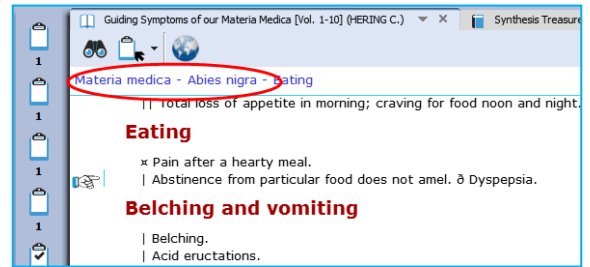 Guiding Symptoms of our Materia Medica [Vol. 1-10] (HERING C.)
Synthesis Treasure
1
Materia medica - Abies nigra - Eating
|| Total loss of appetite in morning; craving for food noon and night.
1
Eating
¤ Pain after a hearty meal.
1
| Abstinence from particular food does not amel. ð Dyspepsia.
Belching and vomiting
1
| Belching.
| Acid eructations.